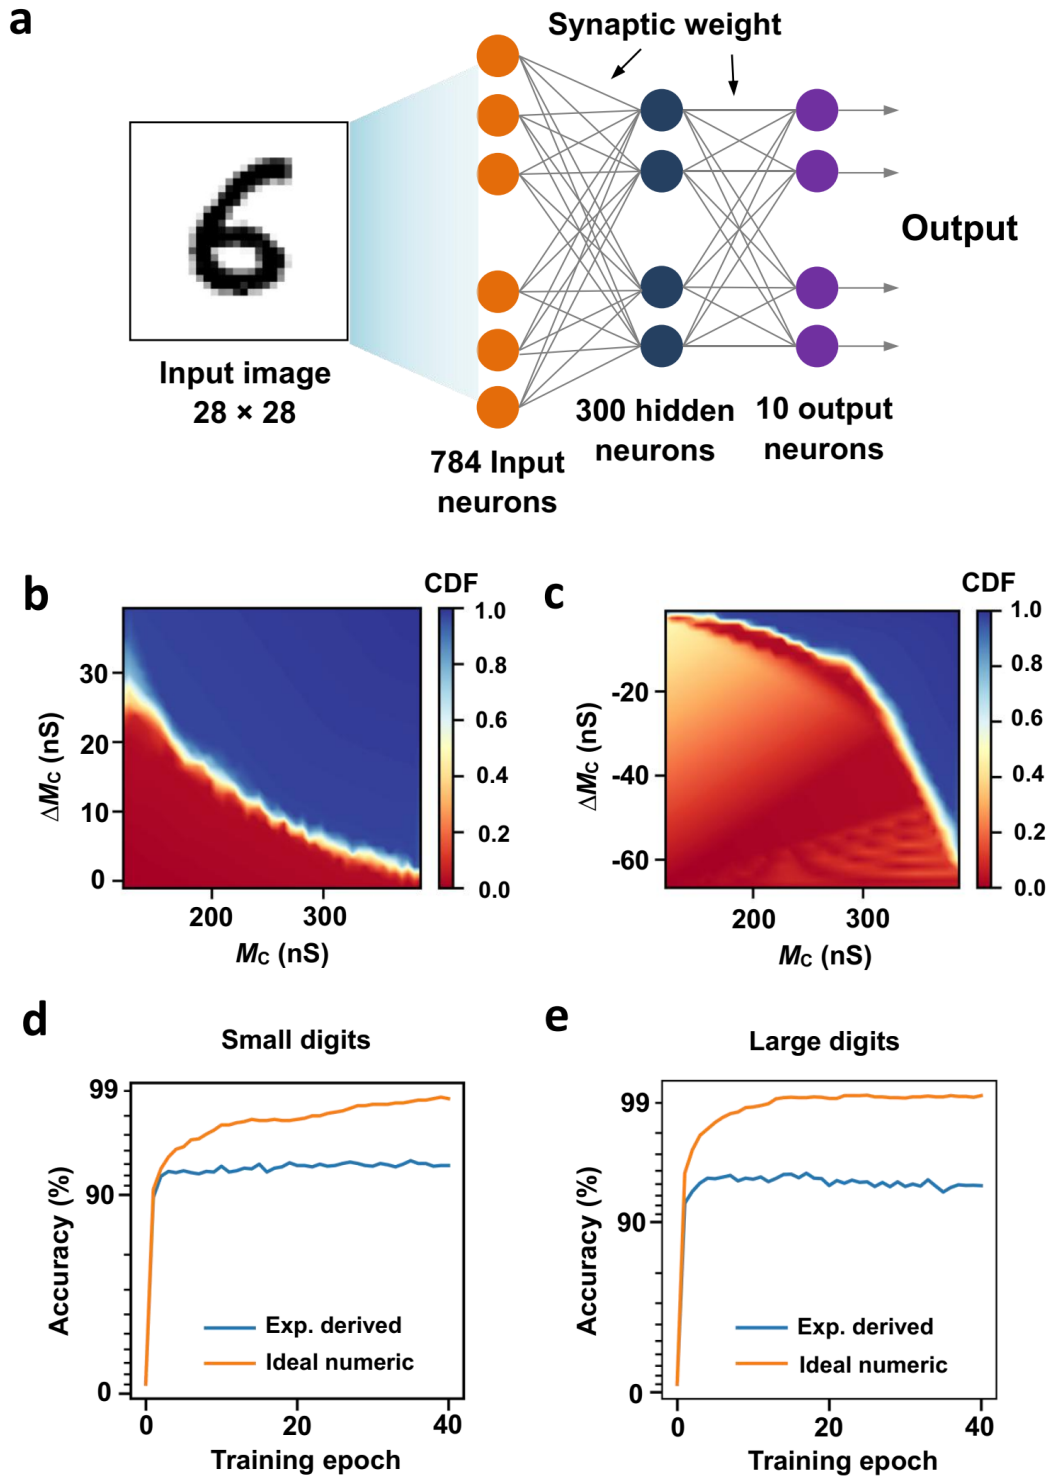 a
Synaptic weight
Output
Input image
28 × 28
784 Input
neurons
300 hidden
neurons
10 output
neurons
b
CDF
1.0
0.8
0.6
0.4
0.2
0.0
30
20
10
0
ΔMC (nS)
200
300
MC (nS)
c
CDF
1.0
0.8
0.6
0.4
0.2
0.0
-20
-40
-60
ΔMC (nS)
200
300
MC (nS)
d
Small digits
99
90
0
Accuracy (%)
Exp. derived
Ideal numeric
0
20
40
Training epoch
e
Large digits
99
90
0
Accuracy (%)
Exp. derived
Ideal numeric
0
20
40
Training epoch